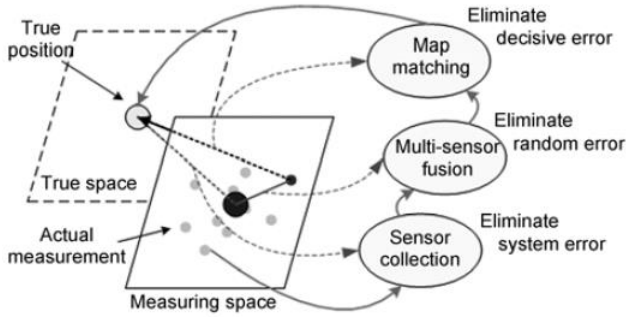 True
position
True space
Actual
measurement
Measuring space
Eliminate
decisive error
Map
matching
Eliminate
random error
Multi-sensor
fusion
Eliminate
system error
Sensor
collection